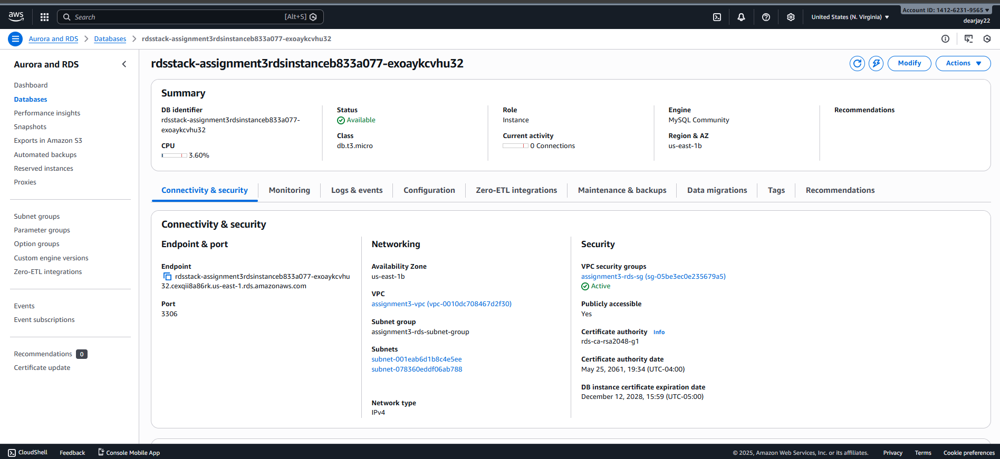 aws
Search [Alt+S]
United States (N. Virginia)
Account ID: 1412-6231-9565
dearjay22
Aurora and RDS
Databases
rdsstack-assignment3rdsinstanceb833a077-exoaykcvhu32
Aurora and RDS
Dashboard
Databases
Performance insights
Snapshots
Exports in Amazon S3
Automated backups
Reserved instances
Proxies
Subnet groups
Parameter groups
Option groups
Custom engine versions
Zero-ETL integrations
Events
Event subscriptions
Recommendations 0
Certificate update
rdsstack-assignment3rdsinstanceb833a077-exoaykcvhu32
Modify
Actions
Summary
DB identifier
rdsstack-assignment3rdsinstanceb833a077-
exoaykcvhu32
CPU
3.60%
Status
Available
Class
db.t3.micro
Role
Instance
Current activity
0 Connections
Engine
MySQL Community
Region & AZ
us-east-1b
Recommendations
Connectivity & security
Monitoring
Logs & events
Configuration
Zero-ETL integrations
Maintenance & backups
Data migrations
Tags
Recommendations
Connectivity & security
Endpoint & port
Endpoint
rdsstack-assignment3rdsinstanceb833a077-exoaykcvhu
32.cexqii8a86rk.us-east-1.rds.amazonaws.com
Port
3306
Networking
Availability Zone
us-east-1b
VPC
assignment3-vpc (vpc-0010dc708467d2f30)
Subnet group
assignment3-rds-subnet-group
Subnets
subnet-001eab6d1b8c4e5ee
subnet-078360eddf06ab788
Network type
IPv4
Security
VPC security groups
assignment3-rds-sg (sg-05be3ec0e235679a5)
Active
Publicly accessible
Yes
Certificate authority Info
rds-ca-rsa2048-g1
Certificate authority date
May 25, 2061, 19:34 (UTC-04:00)
DB instance certificate expiration date
December 12, 2028, 15:59 (UTC-05:00)
CloudShell
Feedback
Console Mobile App
© 2025, Amazon Web Services, Inc. or its affiliates.
Privacy
Terms
Cookie preferences